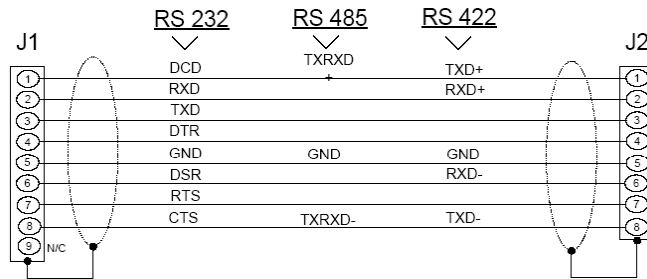 RS 232 RS 485 RS 422
J1 J2
DCD TXRXD + TXD+
RXD RXD+
TXD
DTR
GND GND GND
DSR RXD-
RTS
CTS TXRXD- TXD-
1 1
2 2
3 3
4 4
5 5
6 6
7 7
8 8
9 N/C